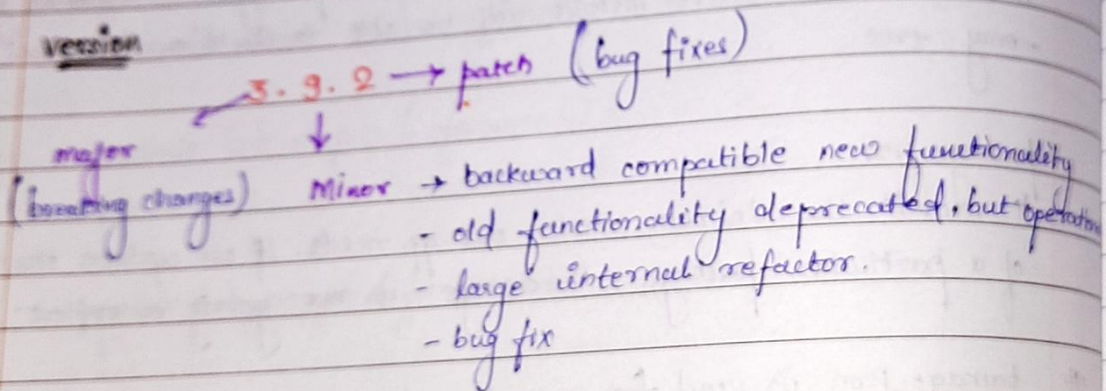 version
3. 9. 2 → patch (bug fixes)
major
(breaking changes)
Minor → backward compatible new functionality
- old functionality deprecated, but operation
- large internal refactor.
- bug fix